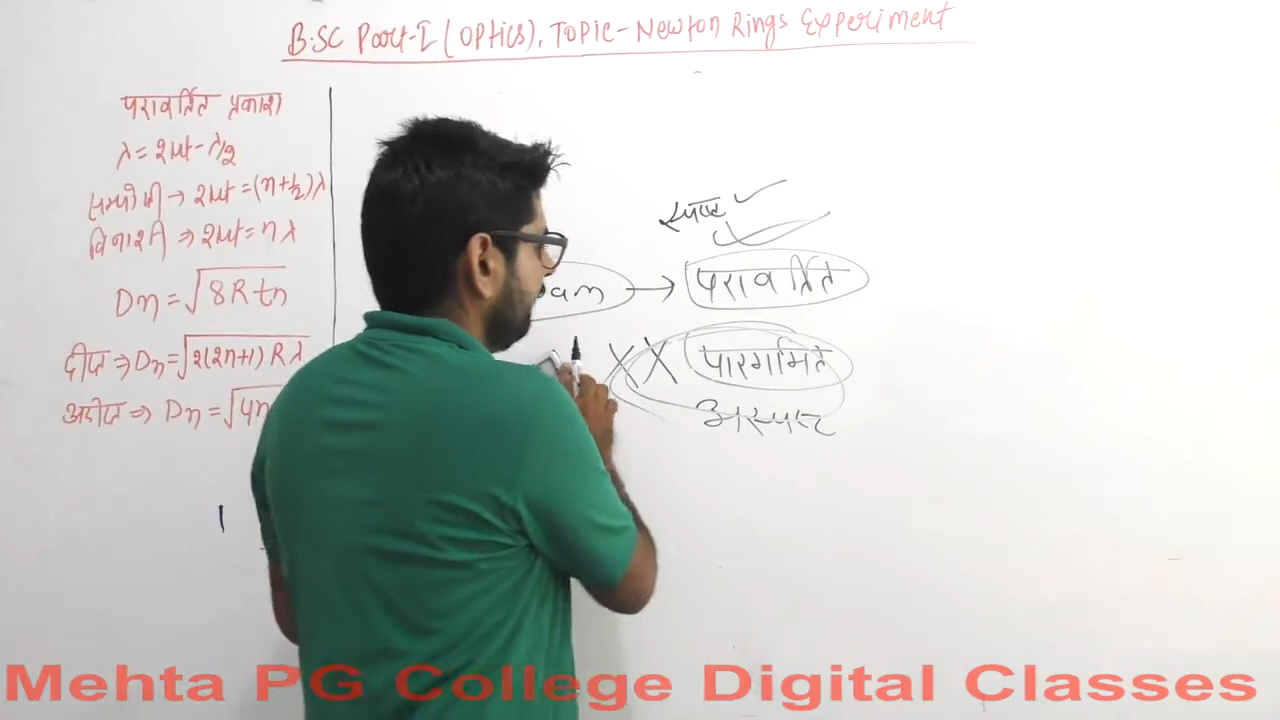 B.SC Part-I (Optics). Topic-Newton Rings Experiment
परावर्तित प्रकाश
λ = 2μt - λ/2
→ 2μt = (n+1/2)λ
विनाशी ⇒ 2μt = nλ
Dn = √8Rtn
दीप्त ⇒ Dn = √2(2n+1)Rλ
अदीप्त ⇒ Dn = √4n
स्पष्ट ✓
→ परावर्तित
XX पारगमित
अस्पष्ट
Mehta PG College Digital Classes